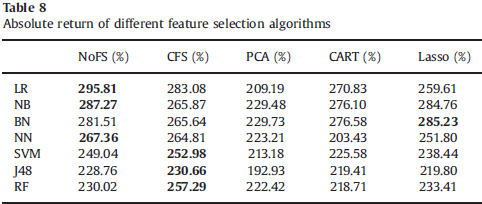 Table 8
Absolute return of different feature selection algorithms
NoFS (%) CFS (%) PCA (%) CART (%) Lasso (%)
LR 295.81 283.08 209.19 270.83 259.61
NB 287.27 265.87 229.48 276.10 284.76
BN 281.51 265.64 229.73 276.58 285.23
NN 267.36 264.81 223.21 203.43 251.80
SVM 249.04 252.98 213.18 225.58 238.44
J48 228.76 230.66 192.93 219.41 219.80
RF 230.02 257.29 222.42 218.71 233.41